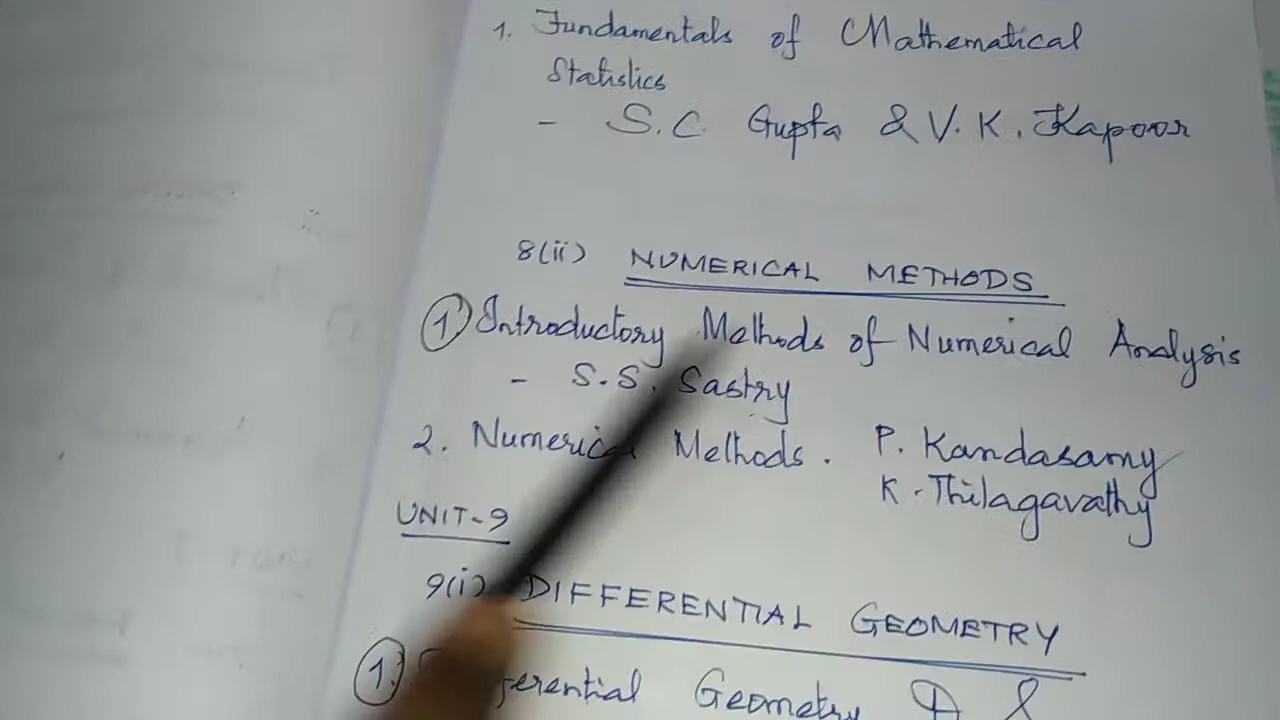 1. Fundamentals of Mathematical
Statistics
- S.C. Gupta & V.K. Kapoor
8(ii) NUMERICAL METHODS
1 Introductory Methods of Numerical Analysis
- S.S. Sastry
2. Numerical Methods. P. Kandasamy
K. Thilagavathy
UNIT-9
9(i) DIFFERENTIAL GEOMETRY
1. Geometry